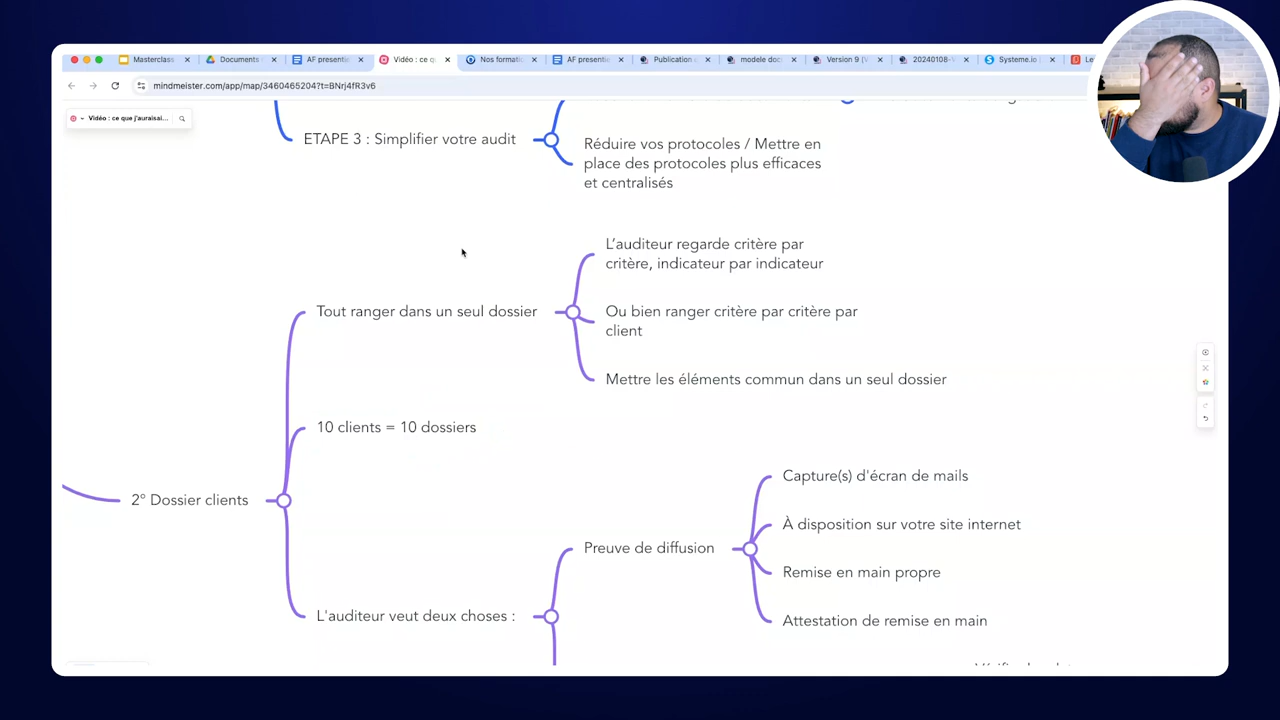 Masterclass
Documents
AF presentie
Vidéo : ce qu
Nos formatio
AF presentie
Publication
modele doc
Version 9 (V
20240108-
Systeme.io
Le
mindmeister.com/app/map/3460465204?t=BNrj4fR3v6
Vidéo : ce que j'auraisai...
ETAPE 3 : Simplifier votre audit
Réduire vos protocoles / Mettre en
place des protocoles plus efficaces
et centralisés
L'auditeur regarde critère par
critère, indicateur par indicateur
Tout ranger dans un seul dossier
Ou bien ranger critère par critère par
client
Mettre les éléments commun dans un seul dossier
10 clients = 10 dossiers
Capture(s) d'écran de mails
2° Dossier clients
À disposition sur votre site internet
Preuve de diffusion
Remise en main propre
L'auditeur veut deux choses :
Attestation de remise en main